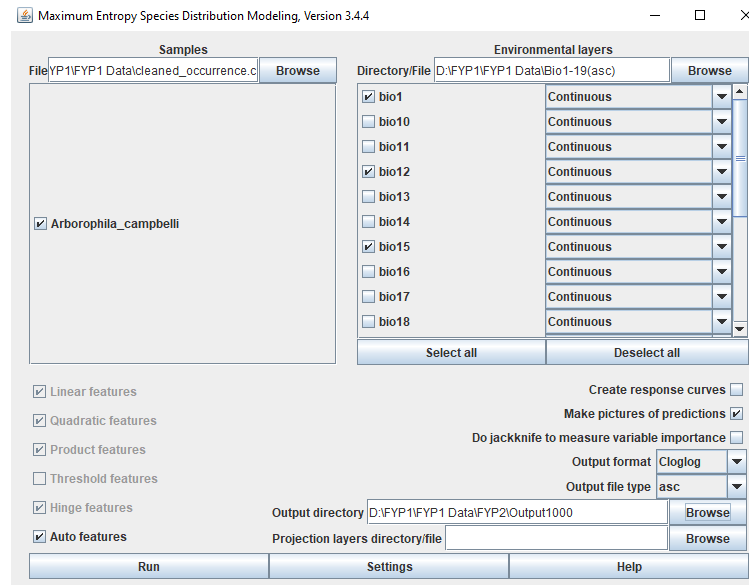 Maximum Entropy Species Distribution Modeling, Version 3.4.4
Samples
File YP1\FYP1 Data\cleaned_occurrence.c Browse
Arborophila_campbelli
Environmental layers
Directory/File D:\FYP1\FYP1 Data\Bio1-19(asc) Browse
bio1 Continuous
bio10 Continuous
bio11 Continuous
bio12 Continuous
bio13 Continuous
bio14 Continuous
bio15 Continuous
bio16 Continuous
bio17 Continuous
bio18 Continuous
Select all Deselect all
Linear features
Quadratic features
Product features
Threshold features
Hinge features
Auto features
Create response curves
Make pictures of predictions
Do jackknife to measure variable importance
Output format Cloglog
Output file type asc
Output directory D:\FYP1\FYP1 Data\FYP2\Output1000 Browse
Projection layers directory/file Browse
Run Settings Help